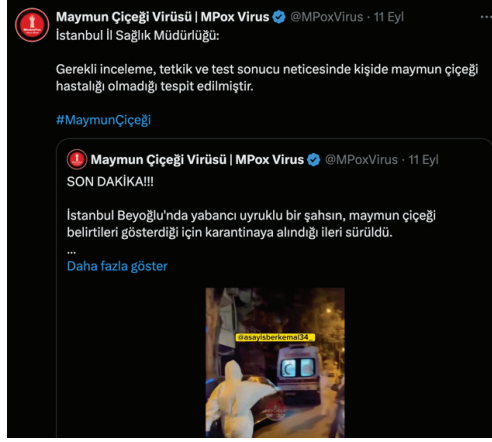 Maymun Çiçeği Virüsü | MPox Virus @MPoxVirus · 11 Eyl ...
İstanbul İl Sağlık Müdürlüğü:
Gerekli inceleme, tetkik ve test sonucu neticesinde kişide maymun çiçeği
hastalığı olmadığı tespit edilmiştir.
#MaymunÇiçeği
Maymun Çiçeği Virüsü | MPox Virus @MPoxVirus · 11 Eyl
SON DAKİKA!!!
İstanbul Beyoğlu'nda yabancı uyruklu bir şahsın, maymun çiçeği
belirtileri gösterdiği için karantinaya alındığı ileri sürüldü.
...
Daha fazla göster
@asayisberkemal34_